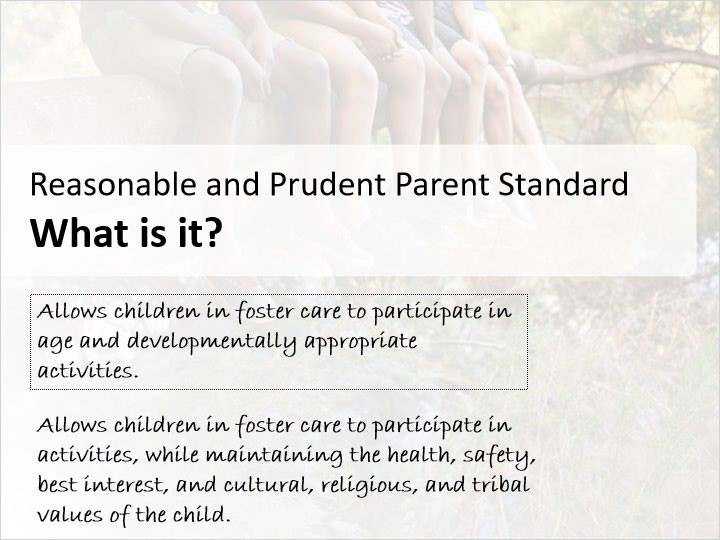 Reasonable and Prudent Parent Standard
What is it?
Allows children in foster care to participate in
age and developmentally appropriate
activities.
Allows children in foster care to participate in
activities, while maintaining the health, safety,
best interest, and cultural, religious, and tribal
values of the child.